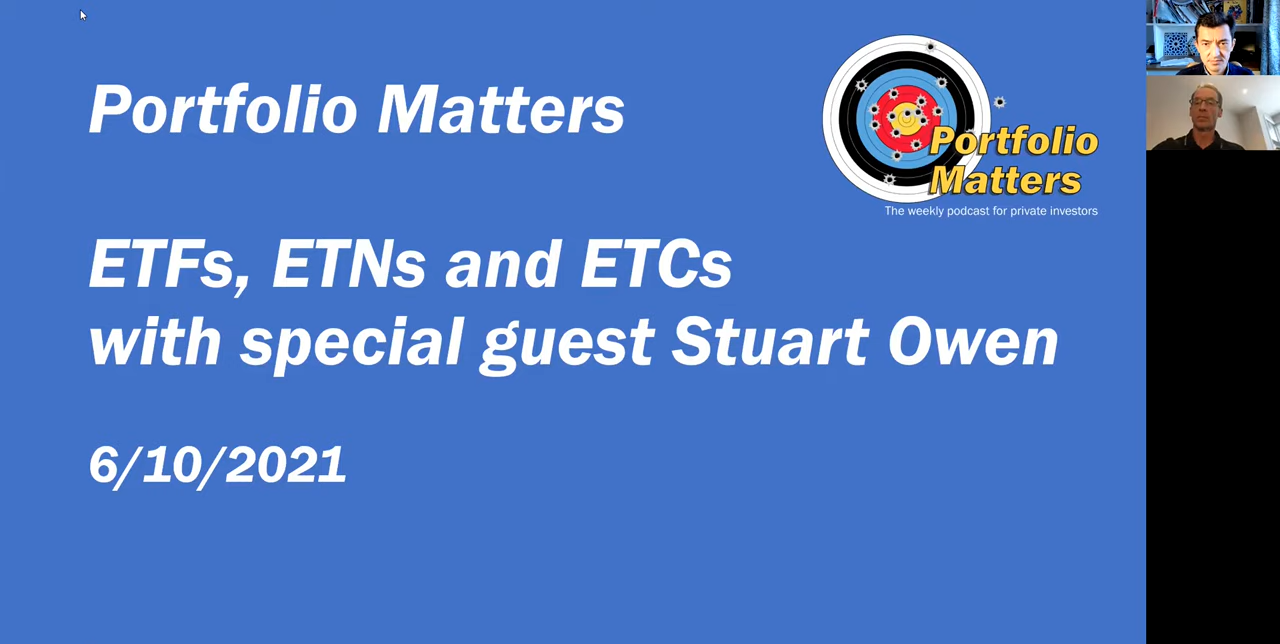 Portfolio Matters
Portfolio
Matters
The weekly podcast for private investors
ETFs, ETNs and ETCs
with special guest Stuart Owen
6/10/2021